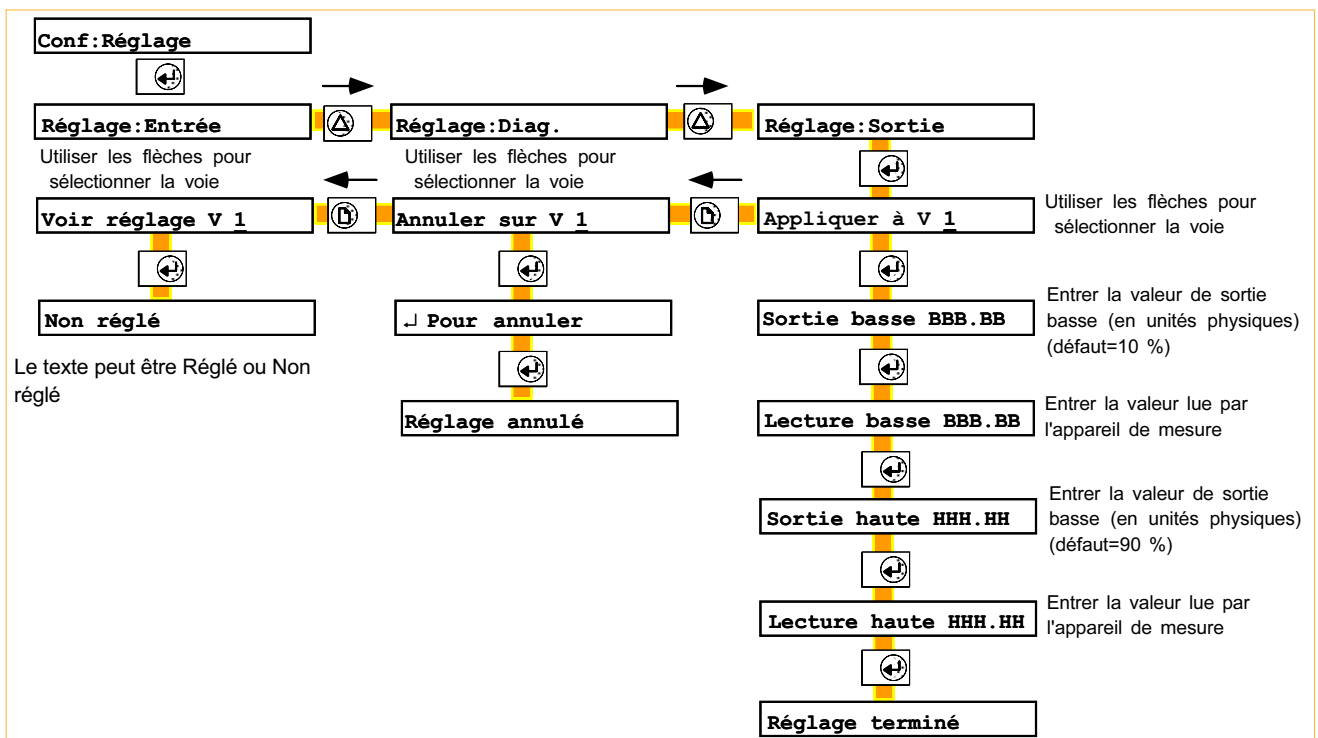 Conf:Réglage
Réglage:Entrée
Réglage:Diag.
Réglage:Sortie
Utiliser les flèches pour
sélectionner la voie
Utiliser les flèches pour
sélectionner la voie
Voir réglage V 1
Annuler sur V 1
Appliquer à V 1
Utiliser les flèches pour
sélectionner la voie
Non réglé
↵ Pour annuler
Sortie basse BBB.BB
Entrer la valeur de sortie
basse (en unités physiques)
(défaut=10 %)
Le texte peut être Réglé ou Non
réglé
Réglage annulé
Lecture basse BBB.BB
Entrer la valeur lue par
l'appareil de mesure
Sortie haute HHH.HH
Entrer la valeur de sortie
basse (en unités physiques)
(défaut=90 %)
Lecture haute HHH.HH
Entrer la valeur lue par
l'appareil de mesure
Réglage terminé